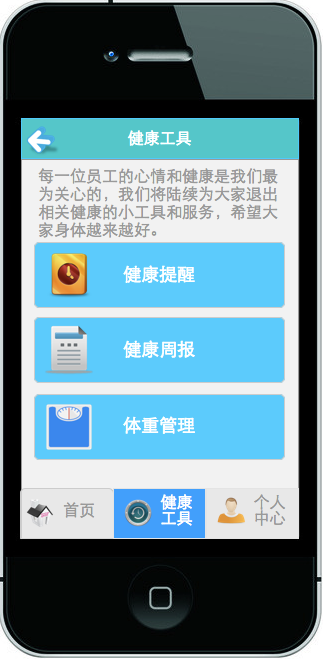 健康工具
每一位员工的心情和健康是我们最
为关心的，我们将陆续为大家退出
相关健康的小工具和服务，希望大
家身体越来越好。
健康提醒
健康周报
体重管理
首页
健康
工具
个人
中心